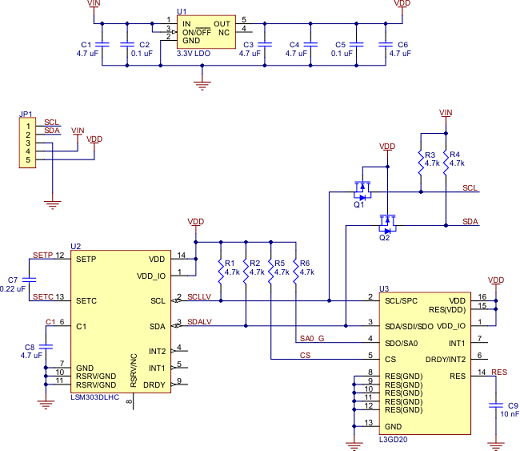 VIN
U1
VDD
1 IN OUT 5
3 ON/OFF NC 4
2 GND
3.3V LDO
C1 4.7 uF
C2 0.1 uF
C3 4.7 uF
C4 4.7 uF
C5 0.1 uF
C6 4.7 uF
JP1
1 SCL
2 SDA
3
4 VIN
5 VDD
VIN
VDD
R3 4.7k
R4 4.7k
Q1
SCL
Q2
SDA
VDD
U2
SETP 12 SETP
VDD 14
VDD_IO 1
C7 0.22 uF
SETC 13 SETC
SCL 2 SCLLV
C1 6 C1
SDA 3 SDALV
C8 4.7 uF
INT2 4
INT1 5
DRDY 9
7 GND
10 RSRV/GND
11 RSRV/GND
RSRV/NC
8
LSM303DLHC
R1 4.7k
R2 4.7k
R5 4.7k
R6 4.7k
SA0_G
CS
U3
VDD
2 SCL/SPC
VDD 16
RES(VDD) 15
3 SDA/SDI/SDO
VDD_IO 1
4 SDO/SA0
INT1 7
5 CS
DRDY/INT2 6
8 RES(GND)
RES 14 RES
9 RES(GND)
10 RES(GND)
11 RES(GND)
12 RES(GND)
13 GND
C9 10 nF
L3GD20